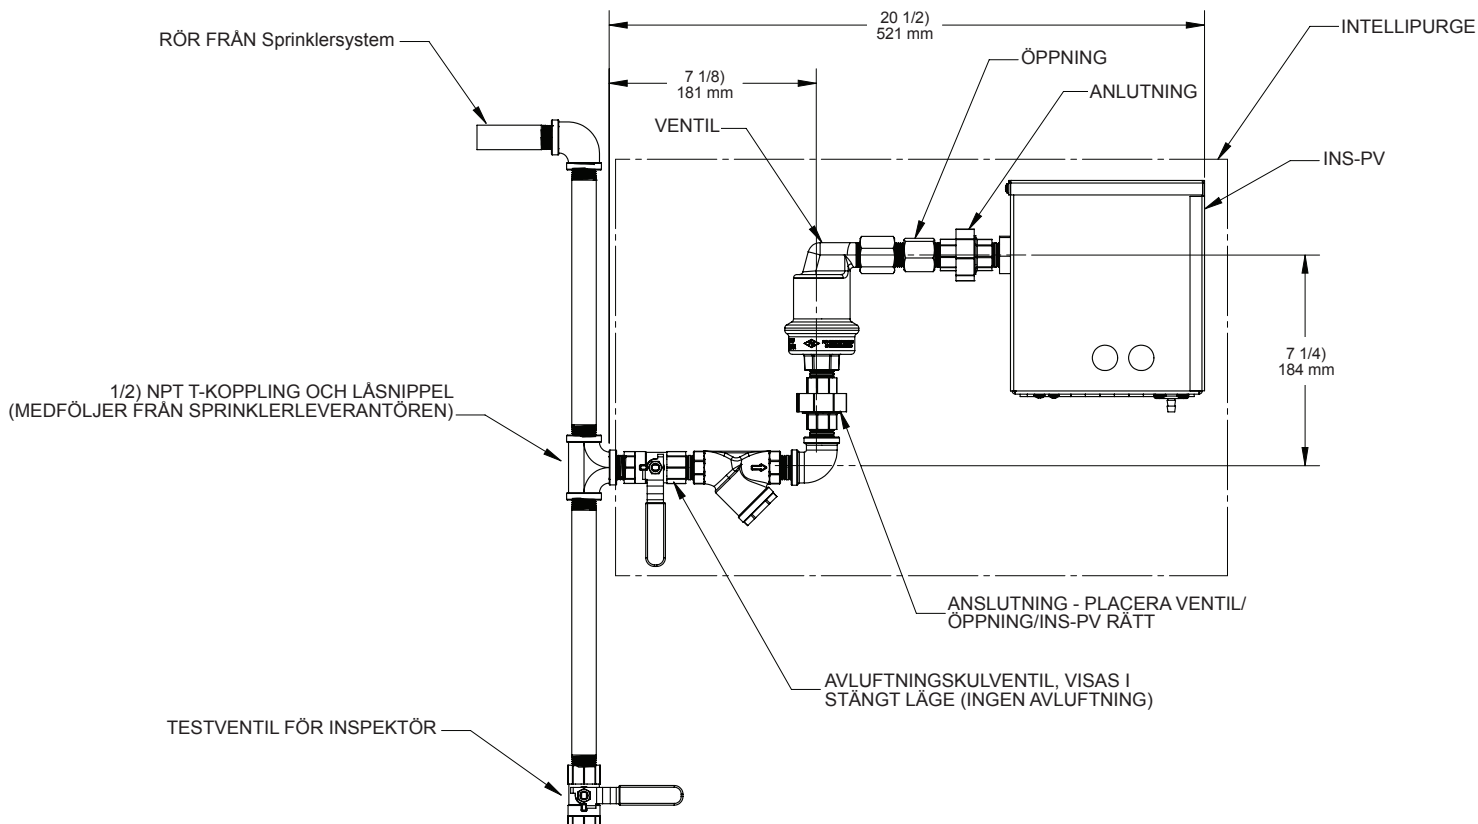 20 1/2)
521 mm
INTELLIPURGE
RÖR FRÅN Sprinklersystem
ÖPPNING
7 1/8)
181 mm
ANLUTNING
VENTIL
INS-PV
7 1/4)
184 mm
1/2) NPT T-KOPPLING OCH LÅSNIPPEL
(MEDFÖLJER FRÅN SPRINKLERLEVERANTÖREN)
ANSLUTNING - PLACERA VENTIL/
ÖPPNING/INS-PV RÄTT
AVLUFTNINGSKULVENTIL, VISAS I
STÄNGT LÄGE (INGEN AVLUFTNING)
TESTVENTIL FÖR INSPEKTÖR